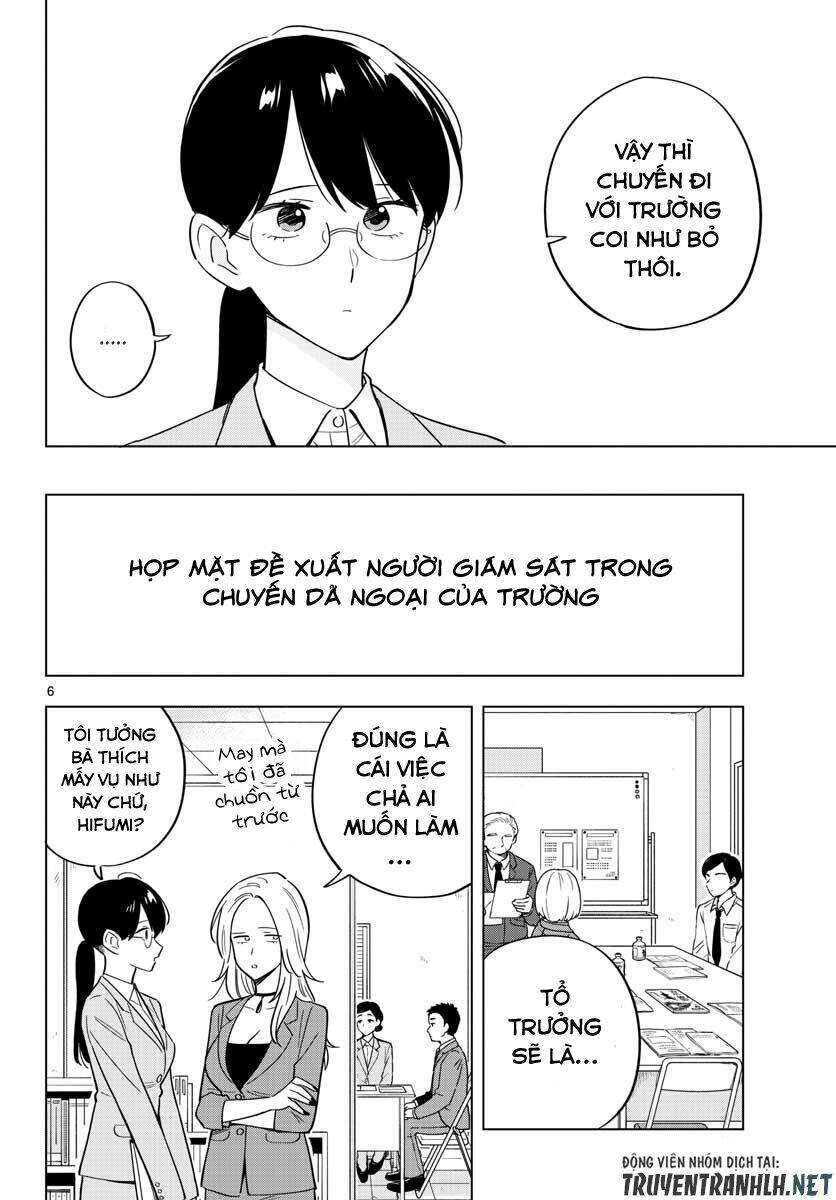 VẬY THÌ
CHUYẾN ĐI
VỚI TRƯỜNG
COI NHƯ BỎ
THÔI.
......
HỌP MẶT ĐỀ XUẤT NGƯỜI GIÁM SÁT TRONG
CHUYẾN DÃ NGOẠI CỦA TRƯỜNG
6
TỔ
TRƯỞNG
SẼ LÀ...
ĐÚNG LÀ
CÁI VIỆC
CHẢ AI
MUỐN LÀM
...
May mà
tôi đã
chuồn từ
trước
TÔI TƯỞNG
BÀ THÍCH
MẤY VỤ NHƯ
NÀY CHỨ,
HIFUMI?
ĐỘNG VIÊN NHÓM DỊCH TẠI:
TRUYENTRANHLH.NET